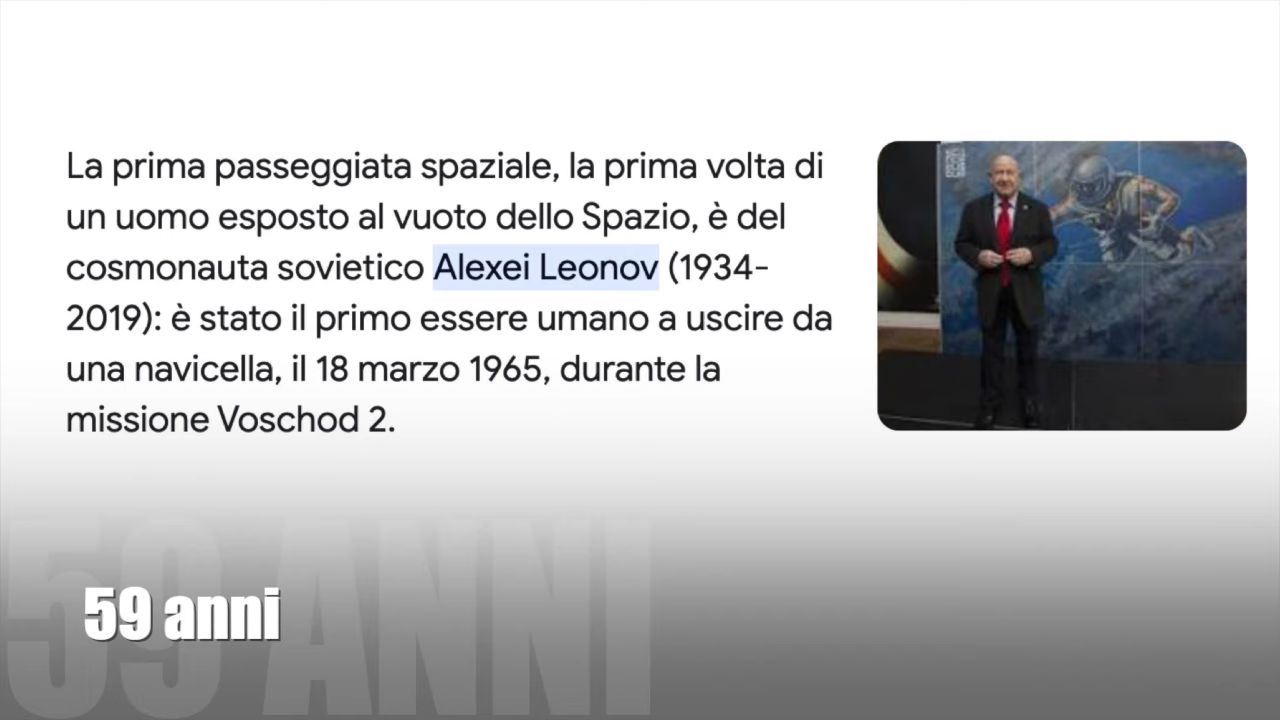 La prima passeggiata spaziale, la prima volta di
un uomo esposto al vuoto dello Spazio, è del
cosmonauta sovietico Alexei Leonov (1934-
2019): è stato il primo essere umano a uscire da
una navicella, il 18 marzo 1965, durante la
missione Voschod 2.
59 ANNI
59 anni